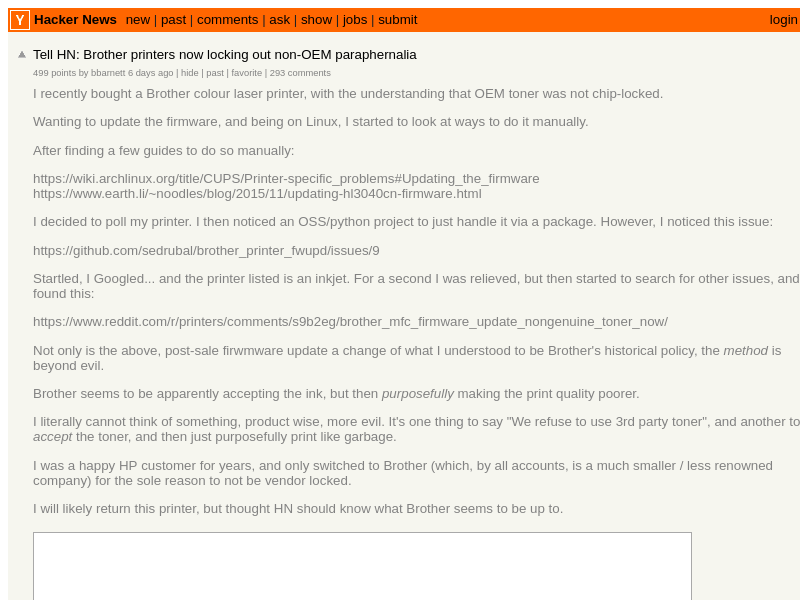 Y Hacker News new | past | comments | ask | show | jobs | submit login
Tell HN: Brother printers now locking out non-OEM paraphernalia
499 points by bbarnett 6 days ago | hide | past | favorite | 293 comments
I recently bought a Brother colour laser printer, with the understanding that OEM toner was not chip-locked.
Wanting to update the firmware, and being on Linux, I started to look at ways to do it manually.
After finding a few guides to do so manually:
https://wiki.archlinux.org/title/CUPS/Printer-specific_problems#Updating_the_firmware
https://www.earth.li/~noodles/blog/2015/11/updating-hl3040cn-firmware.html
I decided to poll my printer. I then noticed an OSS/python project to just handle it via a package. However, I noticed this issue:
https://github.com/sedrubal/brother_printer_fwupd/issues/9
Startled, I Googled... and the printer listed is an inkjet. For a second I was relieved, but then started to search for other issues, and
found this:
https://www.reddit.com/r/printers/comments/s9b2eg/brother_mfc_firmware_update_nongenuine_toner_now/
Not only is the above, post-sale firwmware update a change of what I understood to be Brother's historical policy, the method is
beyond evil.
Brother seems to be apparently accepting the ink, but then purposefully making the print quality poorer.
I literally cannot think of something, product wise, more evil. It's one thing to say "We refuse to use 3rd party toner", and another to
accept the toner, and then just purposefully print like garbage.
I was a happy HP customer for years, and only switched to Brother (which, by all accounts, is a much smaller / less renowned
company) for the sole reason to not be vendor locked.
I will likely return this printer, but thought HN should know what Brother seems to be up to.